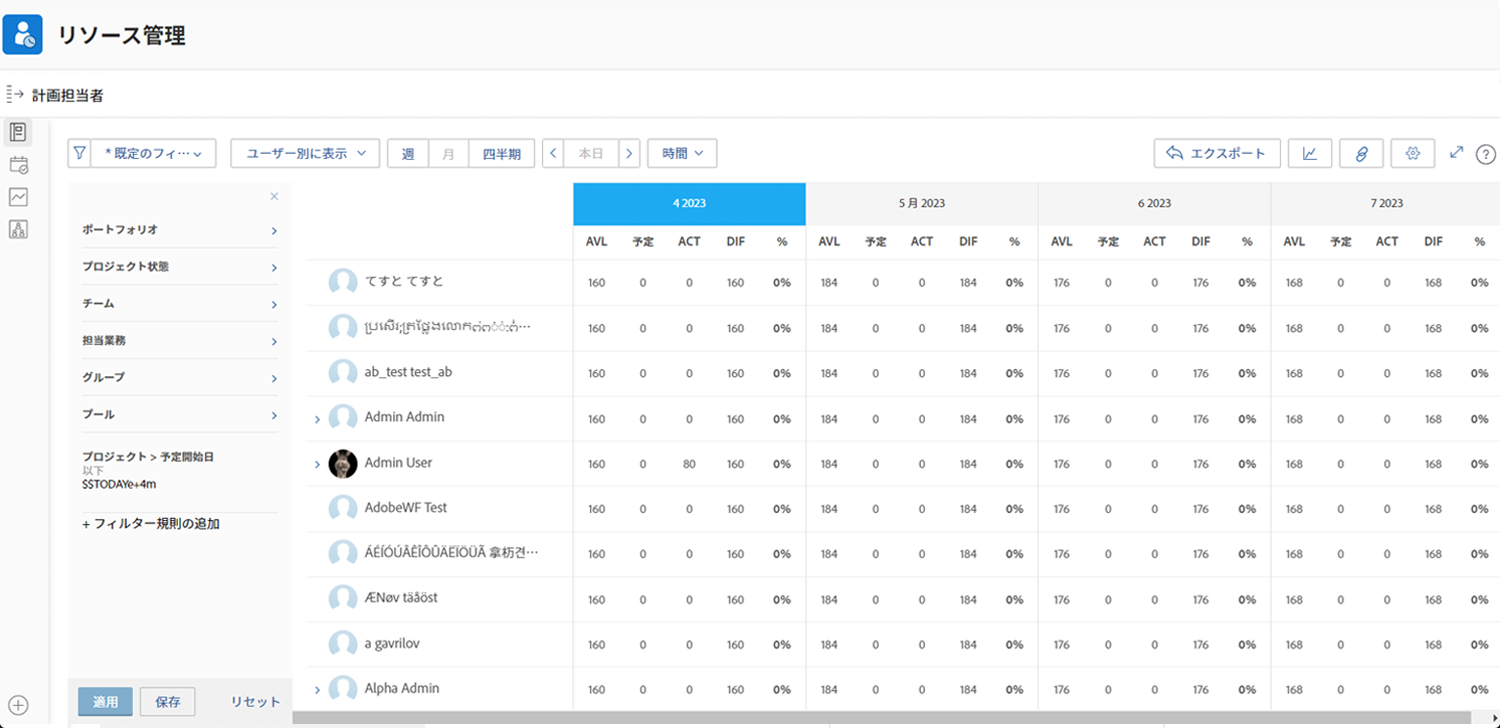 リソース管理
計画担当者
*既定のフィ… ユーザー別に表示 週 月 四半期 本日 時間 エクスポート
ポートフォリオ
プロジェクト状態
チーム
担当業務
グループ
プール
プロジェクト > 予定開始日
以下
$$TODAYe+4m
+ フィルター規則の追加
適用 保存 リセット
4 2023 5 月 2023 6 2023 7 2023
AVL 予定 ACT DIF % AVL 予定 ACT DIF % AVL 予定 ACT DIF % AVL 予定 ACT DIF %
てすと てすと 160 0 0 160 0% 184 0 0 184 0% 176 0 0 176 0% 168 0 0 168 0%
160 0 0 160 0% 184 0 0 184 0% 176 0 0 176 0% 168 0 0 168 0%
ab_test test_ab 160 0 0 160 0% 184 0 0 184 0% 176 0 0 176 0% 168 0 0 168 0%
Admin Admin 160 0 0 160 0% 184 0 0 184 0% 176 0 0 176 0% 168 0 0 168 0%
Admin User 160 0 80 160 0% 184 0 0 184 0% 176 0 0 176 0% 168 0 0 168 0%
AdobeWF Test 160 0 0 160 0% 184 0 0 184 0% 176 0 0 176 0% 168 0 0 168 0%
ÁÉÍÓÚÂÊÎÔÛÄËÏÖÜÃ 拿朸견… 160 0 0 160 0% 184 0 0 184 0% 176 0 0 176 0% 168 0 0 168 0%
ÆNøv täåöst 160 0 0 160 0% 184 0 0 184 0% 176 0 0 176 0% 168 0 0 168 0%
a gavrilov 160 0 0 160 0% 184 0 0 184 0% 176 0 0 176 0% 168 0 0 168 0%
Alpha Admin 160 0 0 160 0% 184 0 0 184 0% 176 0 0 176 0% 168 0 0 168 0%